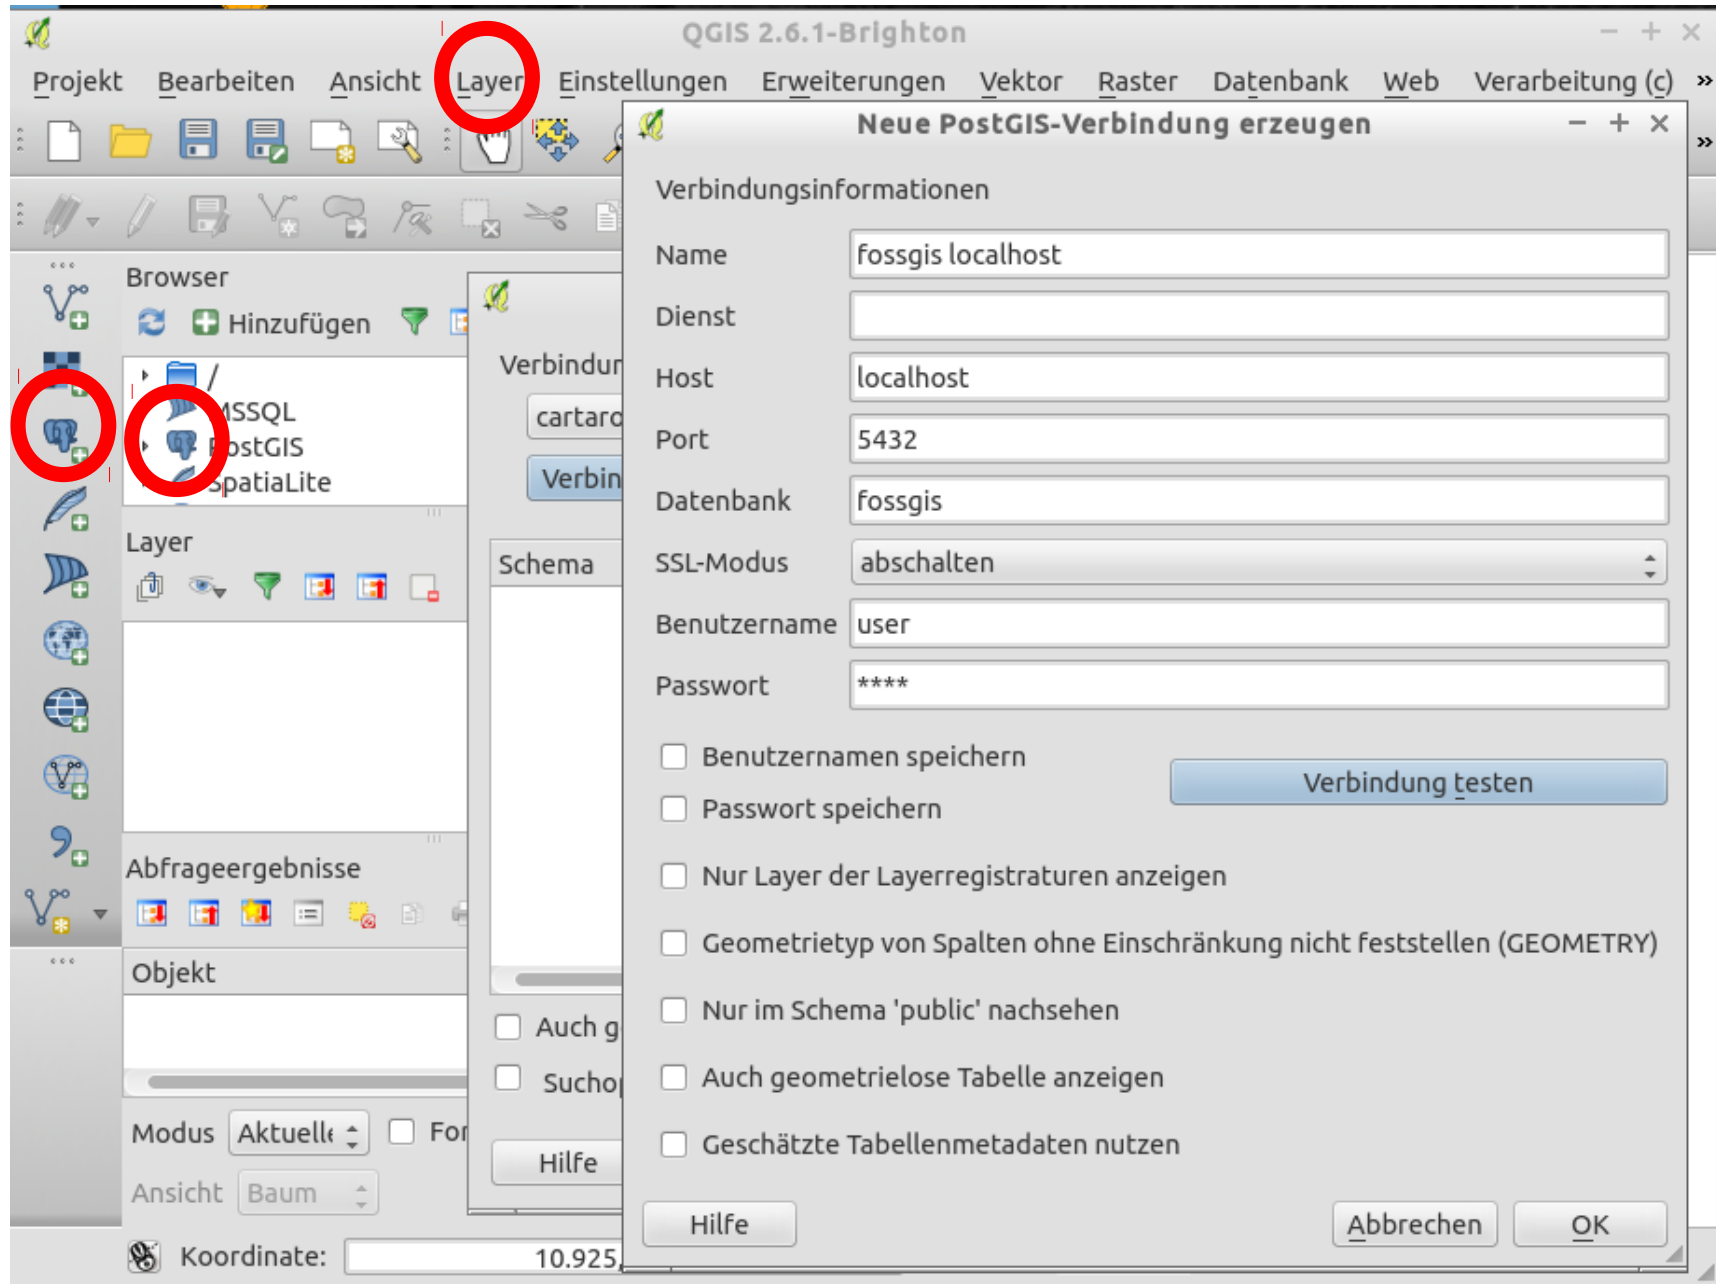 QGIS 2.6.1-Brighton
Projekt Bearbeiten Ansicht Layer Einstellungen Erweiterungen Vektor Raster Datenbank Web Verarbeitung (c) »
»
Browser
Hinzufügen
/
MSSQL
PostGIS
SpatiaLite
Layer
Abfrageergebnisse
Objekt
Modus Aktuelle
Ansicht Baum
Koordinate: 10.925,
Schema
Hilfe
Neue PostGIS-Verbindung erzeugen
Verbindungsinformationen
Name fossgis localhost
Dienst
Host localhost
Port 5432
Datenbank fossgis
SSL-Modus abschalten
Benutzername user
Passwort ****
Benutzernamen speichern
Verbindung testen
Passwort speichern
Nur Layer der Layerregistraturen anzeigen
Geometrietyp von Spalten ohne Einschränkung nicht feststellen (GEOMETRY)
Nur im Schema 'public' nachsehen
Auch geometrielose Tabelle anzeigen
Geschätzte Tabellenmetadaten nutzen
Hilfe Abbrechen OK